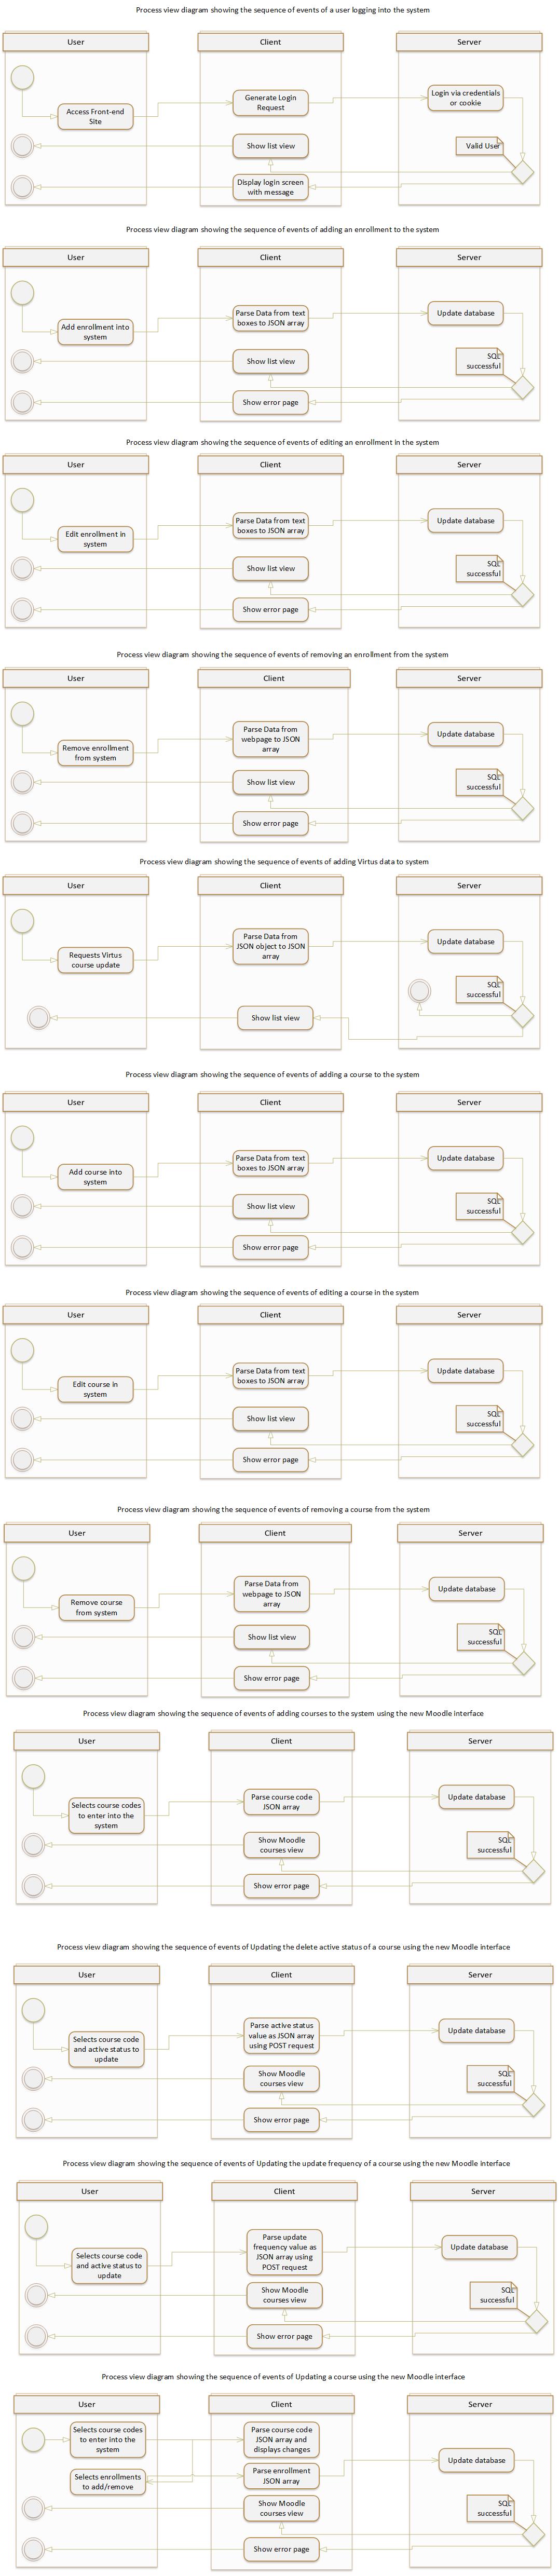 Process view diagram showing the sequence of events of a user logging into the system
User
Client
Server
Access Front-end
Site
Generate Login
Request
Login via credentials
or cookie
Show list view
Valid User
Display login screen
with message
Process view diagram showing the sequence of events of adding an enrollment to the system
User
Client
Server
Add enrollment into
system
Parse Data from text
boxes to JSON array
Update database
Show list view
SQL
successful
Show error page
Process view diagram showing the sequence of events of editing an enrollment in the system
User
Client
Server
Edit enrollment in
system
Parse Data from text
boxes to JSON array
Update database
Show list view
SQL
successful
Show error page
Process view diagram showing the sequence of events of removing an enrollment from the system
User
Client
Server
Remove enrollment
from system
Parse Data from
webpage to JSON
array
Update database
Show list view
SQL
successful
Show error page
Process view diagram showing the sequence of events of adding Virtus data to system
User
Client
Server
Requests Virtus
course update
Parse Data from
JSON object to JSON
array
Update database
SQL
successful
Show list view
Process view diagram showing the sequence of events of adding a course to the system
User
Client
Server
Add course into
system
Parse Data from text
boxes to JSON array
Update database
Show list view
SQL
successful
Show error page
Process view diagram showing the sequence of events of editing a course in the system
User
Client
Server
Edit course in
system
Parse Data from text
boxes to JSON array
Update database
Show list view
SQL
successful
Show error page
Process view diagram showing the sequence of events of removing a course from the system
User
Client
Server
Remove course
from system
Parse Data from
webpage to JSON
array
Update database
Show list view
SQL
successful
Show error page
Process view diagram showing the sequence of events of adding courses to the system using the new Moodle interface
User
Client
Server
Selects course codes
to enter into the
system
Parse course code
JSON array
Update database
Show Moodle
courses view
SQL
successful
Show error page
Process view diagram showing the sequence of events of Updating the delete active status of a course using the new Moodle interface
User
Client
Server
Selects course code
and active status to
update
Parse active status
value as JSON array
using POST request
Update database
Show Moodle
courses view
SQL
successful
Show error page
Process view diagram showing the sequence of events of Updating the update frequency of a course using the new Moodle interface
User
Client
Server
Selects course code
and active status to
update
Parse update
frequency value as
JSON array using
POST request
Update database
Show Moodle
courses view
SQL
successful
Show error page
Process view diagram showing the sequence of events of Updating a course using the new Moodle interface
User
Client
Server
Selects course codes
to enter into the
system
Parse course code
JSON array and
displays changes
Update database
Selects enrollments
to add/remove
Parse enrollment
JSON array
Show Moodle
courses view
SQL
successful
Show error page